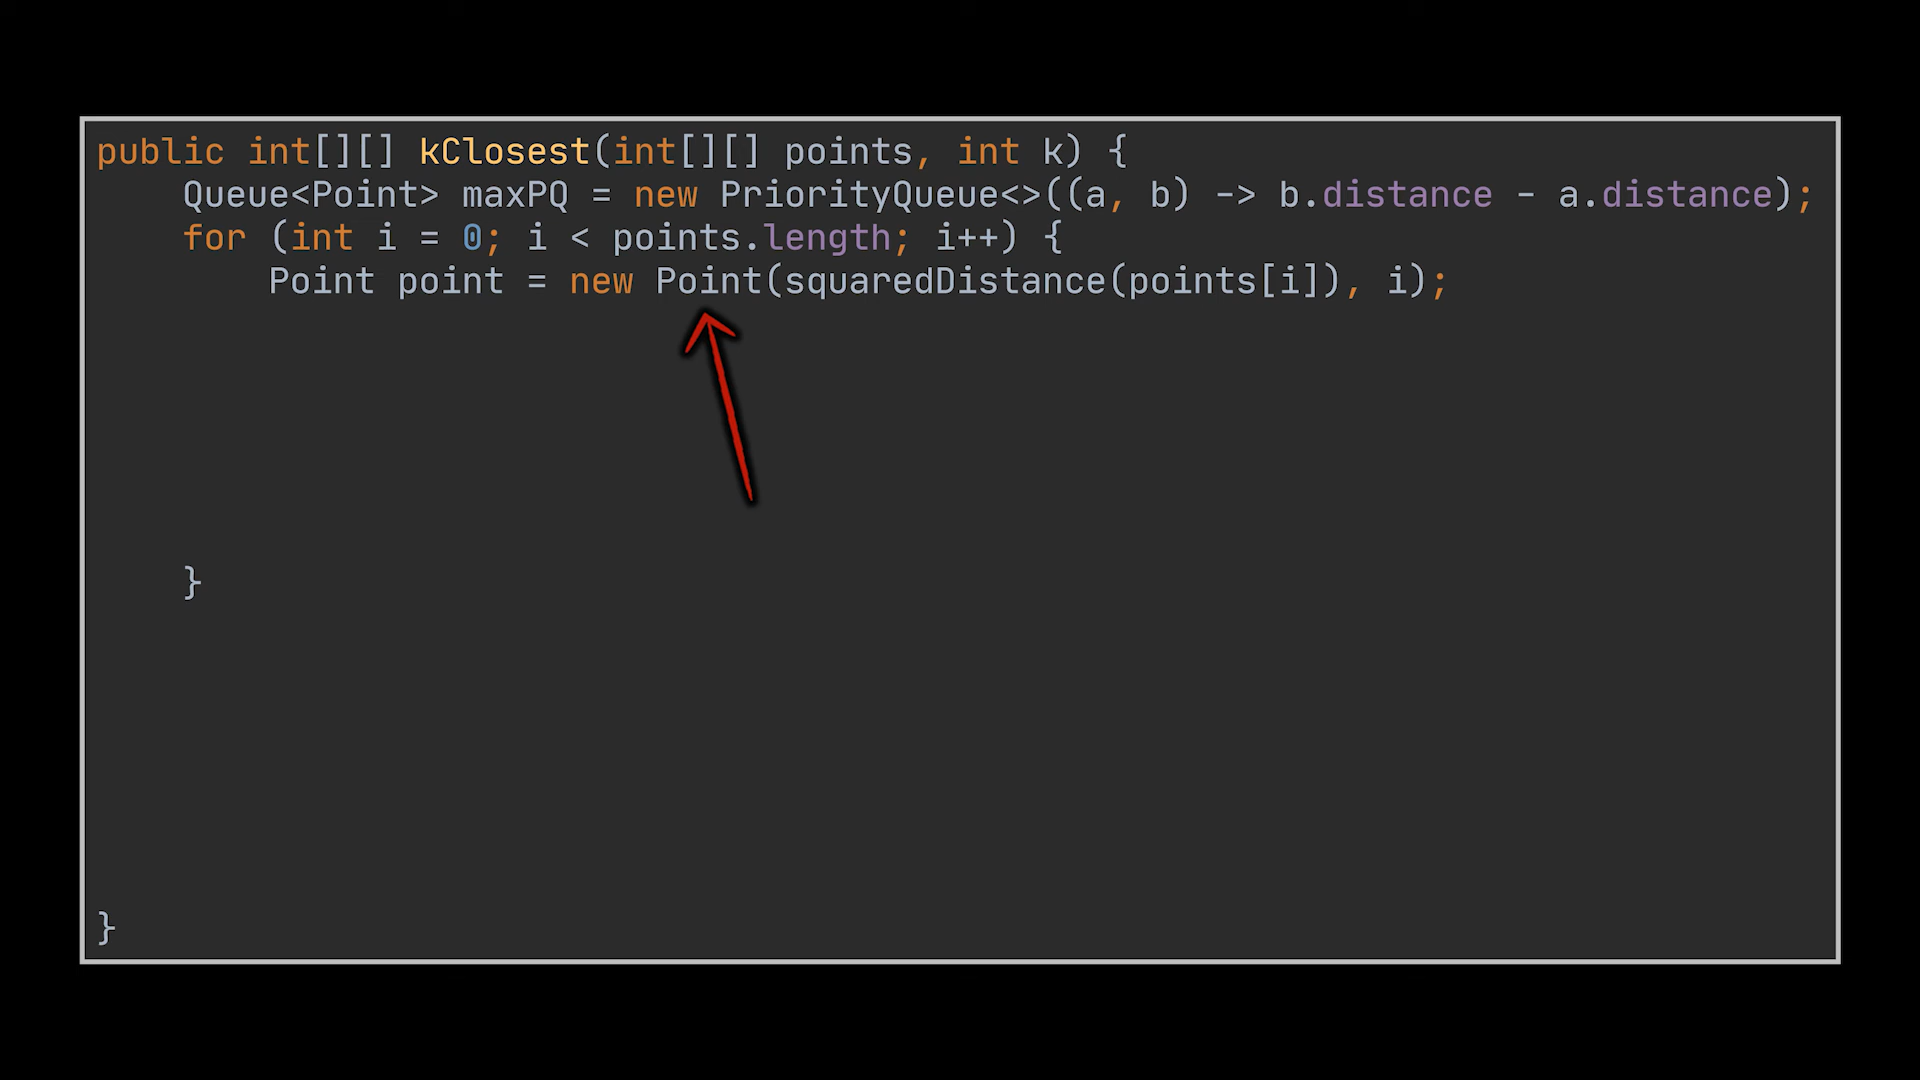 public int[][] kClosest(int[][] points, int k) {
Queue<Point> maxPQ = new PriorityQueue<>((a, b) -> b.distance - a.distance);
for (int i = 0; i < points.length; i++) {
Point point = new Point(squaredDistance(points[i]), i);
}
}